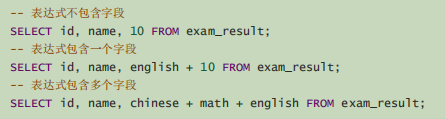 -- 表达式不包含字段
SELECT id, name, 10 FROM exam_result;
-- 表达式包含一个字段
SELECT id, name, english + 10 FROM exam_result;
-- 表达式包含多个字段
SELECT id, name, chinese + math + english FROM exam_result;